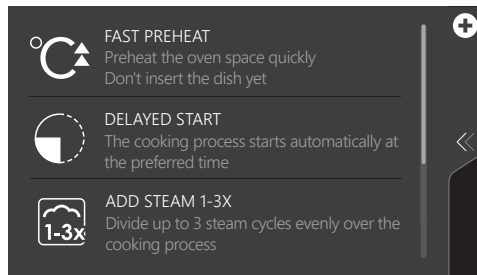 °C
FAST PREHEAT
Preheat the oven space quickly
Don't insert the dish yet
DELAYED START
The cooking process starts automatically at
the preferred time
1-3x
ADD STEAM 1-3X
Divide up to 3 steam cycles evenly over the
cooking process